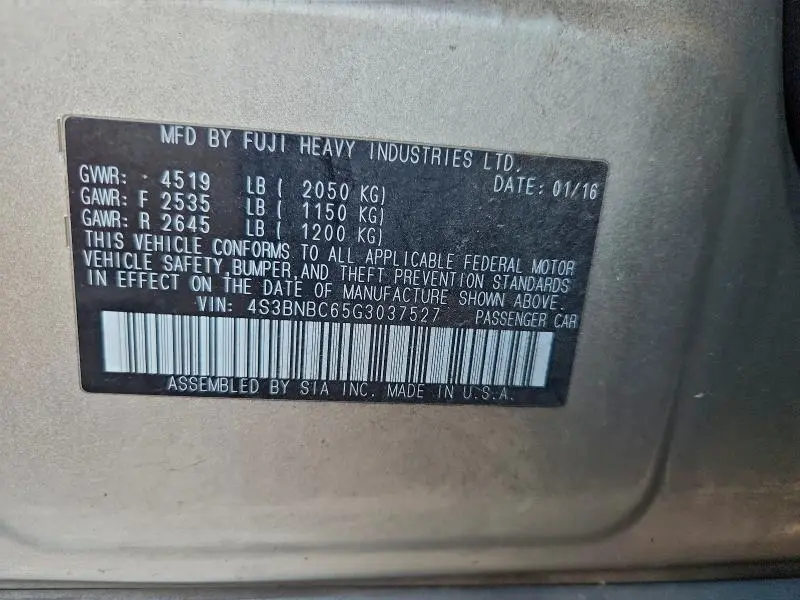 MFD BY FUJI HEAVY INDUSTRIES LTD.
DATE: 01/16
GVWR: 4519 LB ( 2050 KG)
GAWR: F 2535 LB ( 1150 KG)
GAWR: R 2645 LB ( 1200 KG)
THIS VEHICLE CONFORMS TO ALL APPLICABLE FEDERAL MOTOR
VEHICLE SAFETY,BUMPER,AND THEFT PREVENTION STANDARDS
IN EFFECT ON THE DATE OF MANUFACTURE SHOWN ABOVE.
VIN: 4S3BNBC65G3037527 PASSENGER CAR
ASSEMBLED BY SIA INC. MADE IN U.S.A.